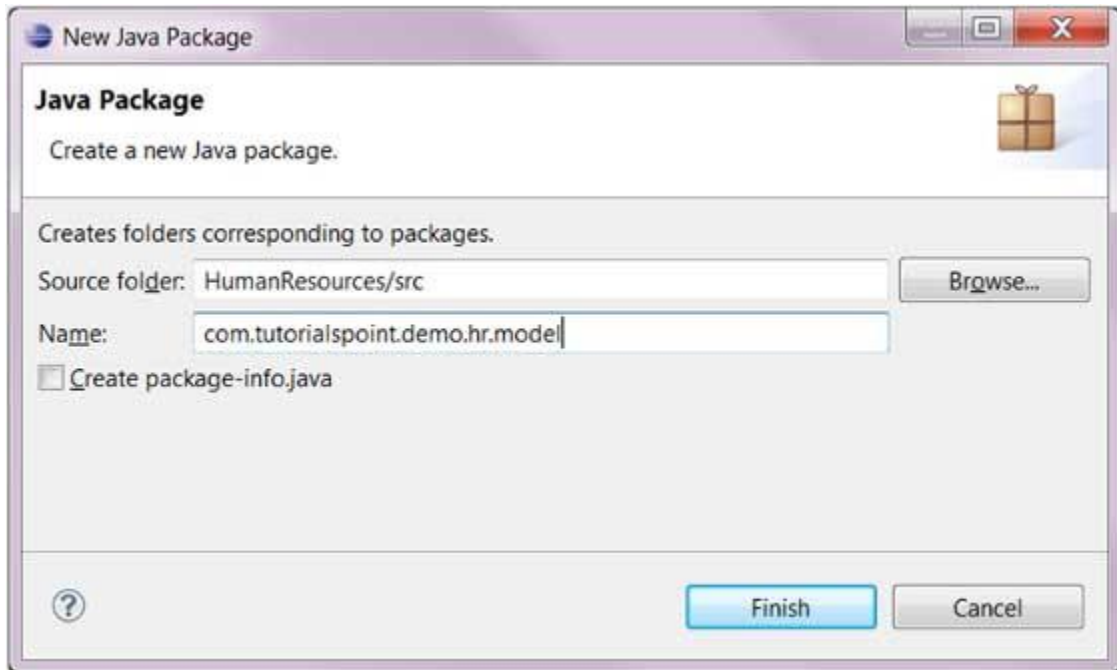 New Java Package
Java Package
Create a new Java package.
Creates folders corresponding to packages.
Source folder: HumanResources/src Browse...
Name: com.tutorialspoint.demo.hr.model
Create package-info.java
? Finish Cancel